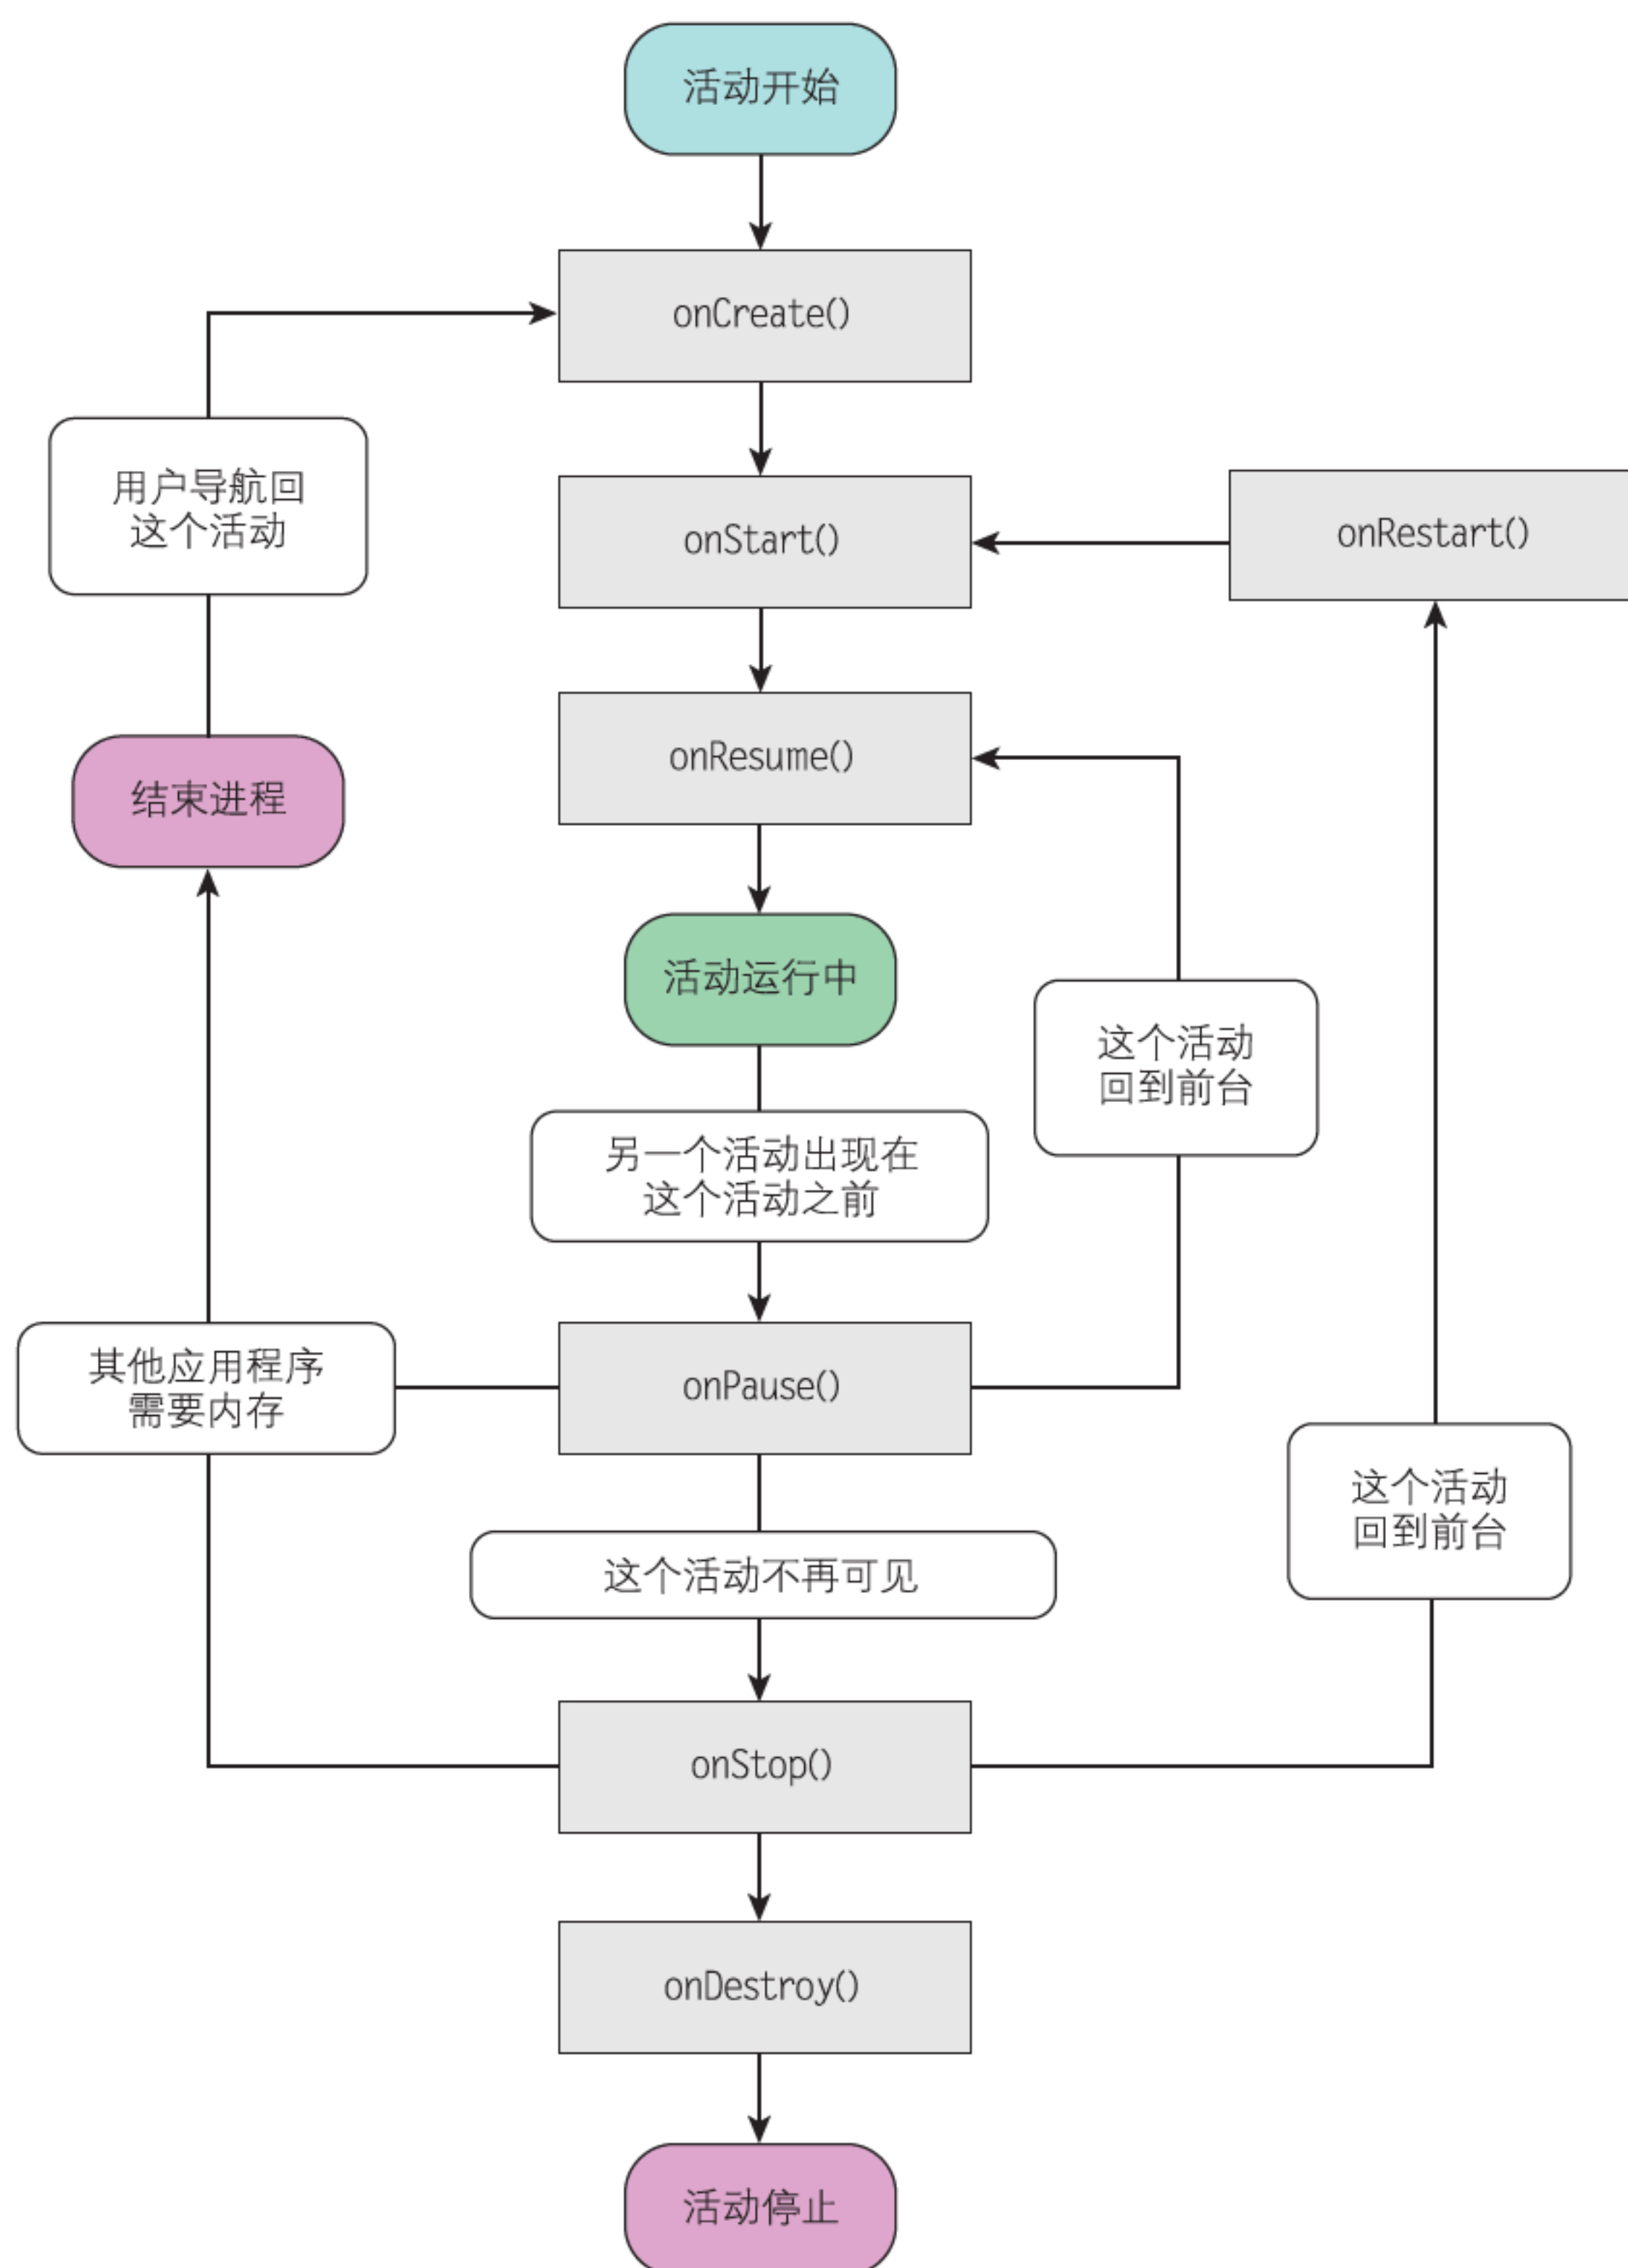 活动开始
onCreate()
用户导航回
这个活动
onStart()
onRestart()
onResume()
结束进程
活动运行中
这个活动
回到前台
另一个活动出现在
这个活动之前
其他应用程序
需要内存
onPause()
这个活动
回到前台
这个活动不再可见
onStop()
onDestroy()
活动停止